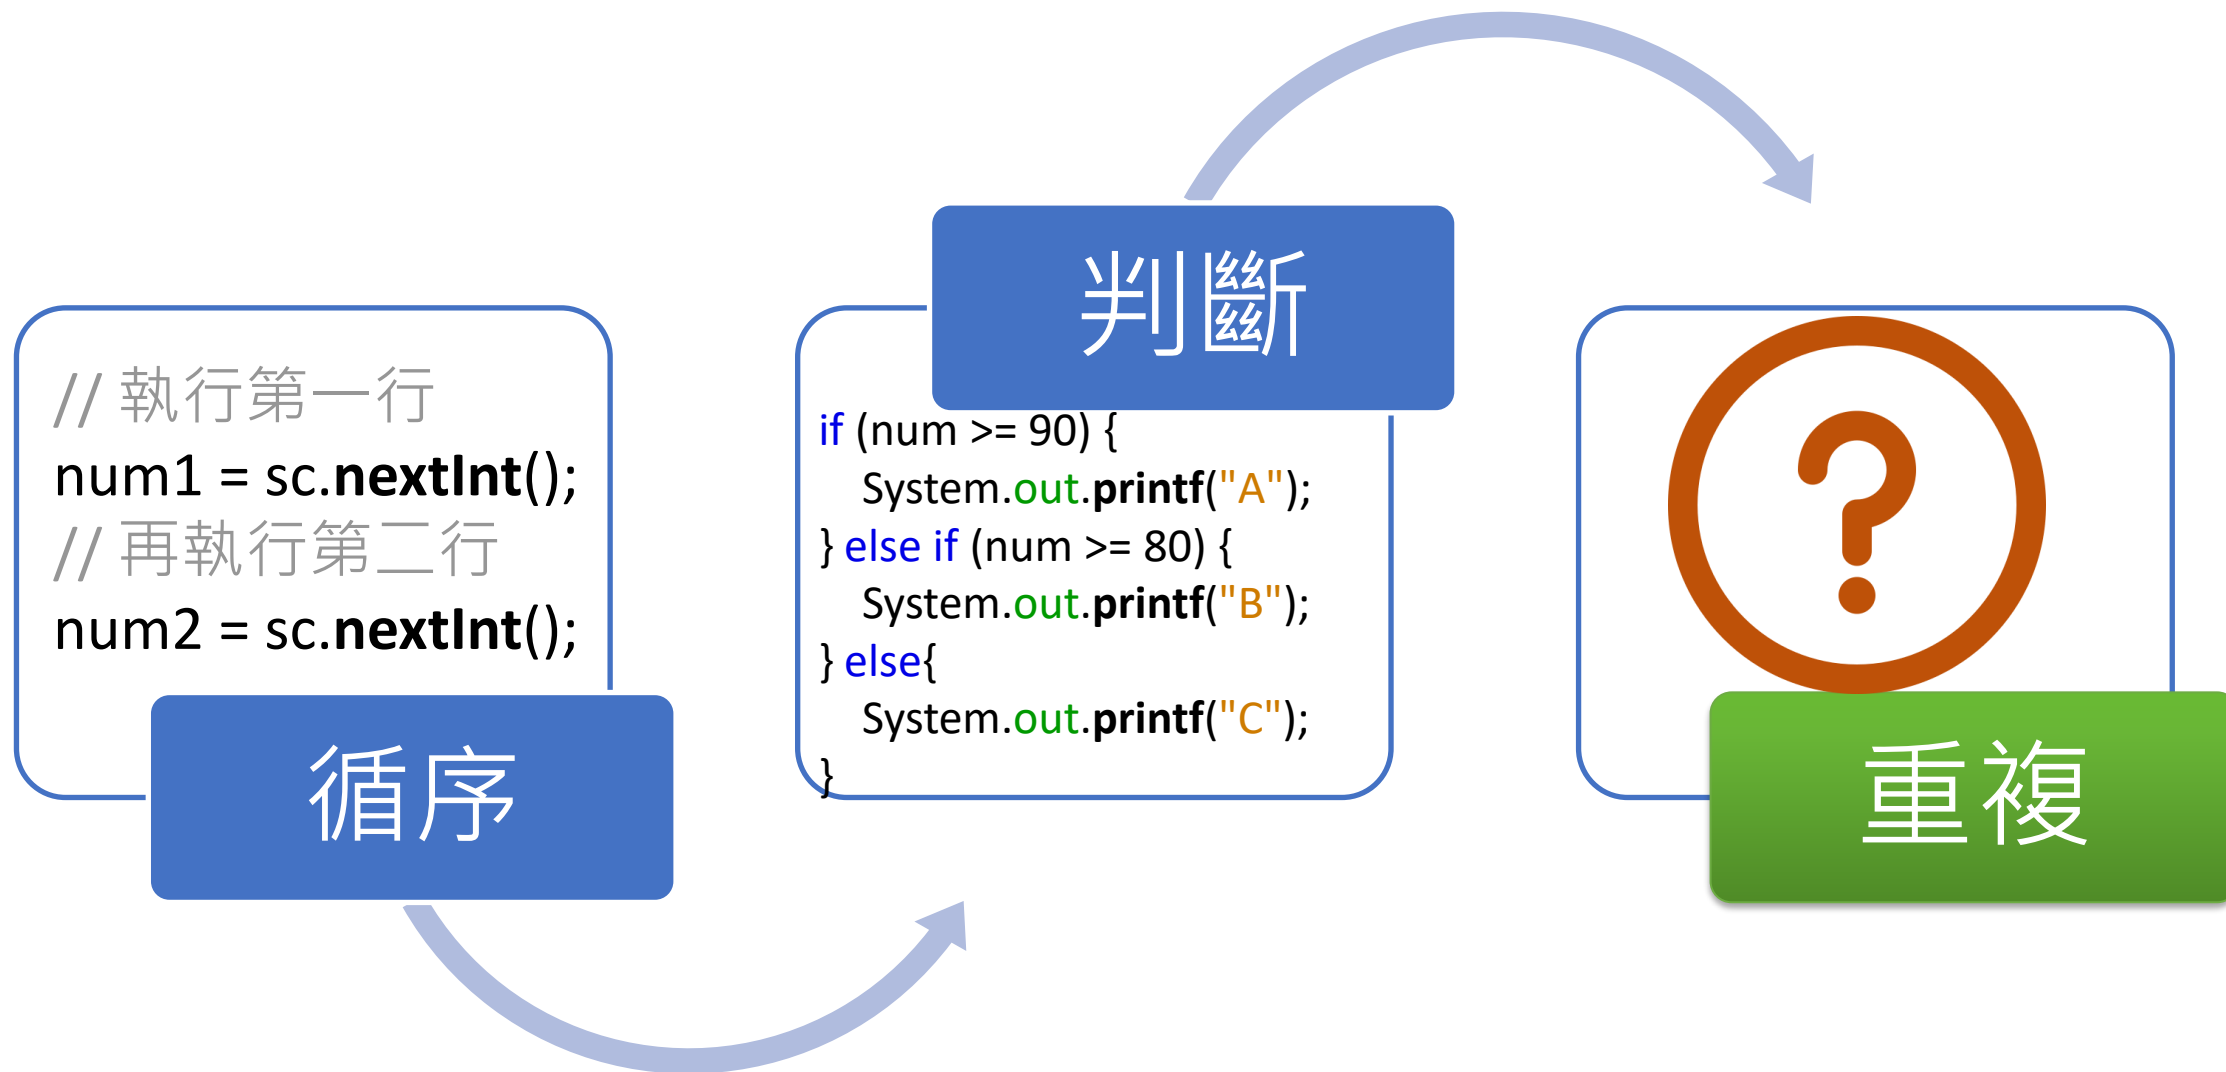 // 執行第一行
num1 = sc.nextInt();
// 再執行第二行
num2 = sc.nextInt();
循序
判斷
if (num >= 90) {
System.out.printf("A");
} else if (num >= 80) {
System.out.printf("B");
} else{
System.out.printf("C");
}
?
重複